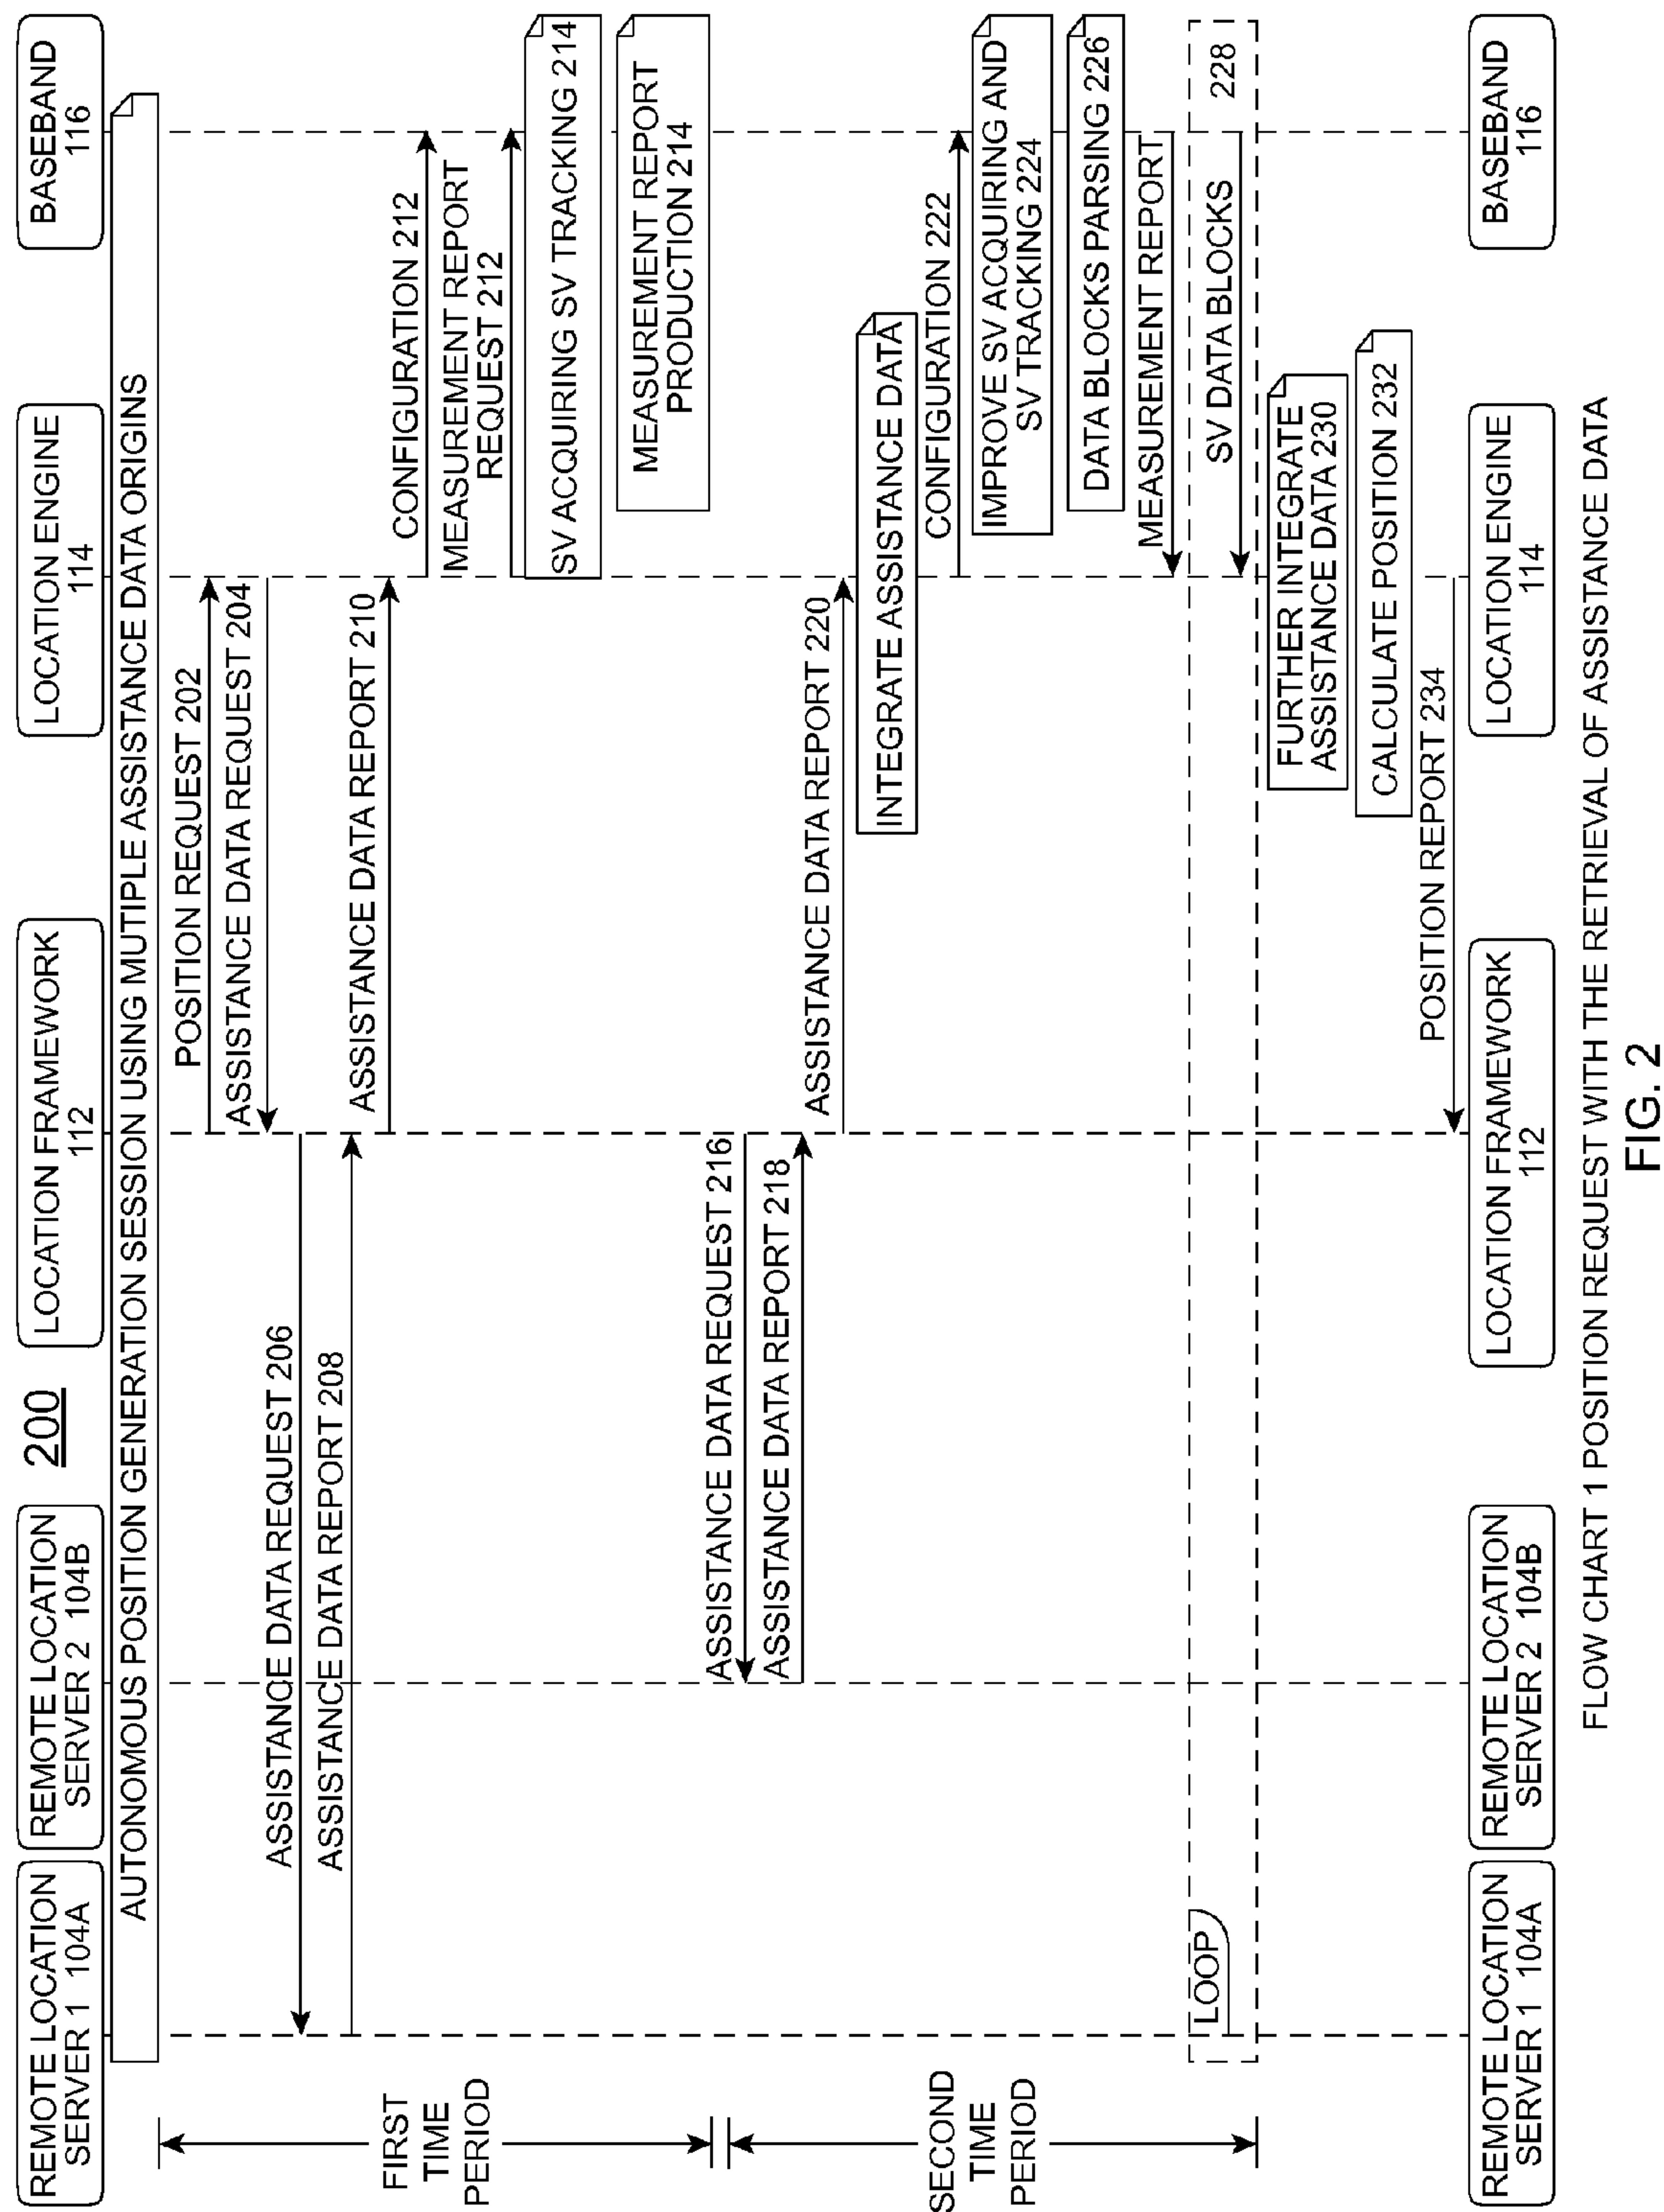 200
REMOTE LOCATION
SERVER 1 104A
REMOTE LOCATION
SERVER 2 104B
LOCATION FRAMEWORK
112
LOCATION ENGINE
114
BASEBAND
116
AUTONOMOUS POSITION GENERATION SESSION USING MUTIPLE ASSISTANCE DATA ORIGINS
FIRST
TIME
PERIOD
POSITION REQUEST 202
ASSISTANCE DATA REQUEST 204
ASSISTANCE DATA REQUEST 206
ASSISTANCE DATA REPORT 208
ASSISTANCE DATA REPORT 210
CONFIGURATION 212
MEASUREMENT REPORT
REQUEST 212
SV ACQUIRING SV TRACKING 214
MEASUREMENT REPORT
PRODUCTION 214
SECOND
TIME
PERIOD
ASSISTANCE DATA REQUEST 216
ASSISTANCE DATA REPORT 218
ASSISTANCE DATA REPORT 220
INTEGRATE ASSISTANCE DATA
CONFIGURATION 222
IMPROVE SV ACQUIRING AND
SV TRACKING 224
DATA BLOCKS PARSING 226
MEASUREMENT REPORT
LOOP
SV DATA BLOCKS
228
FURTHER INTEGRATE
ASSISTANCE DATA 230
CALCULATE POSITION 232
POSITION REPORT 234
REMOTE LOCATION
SERVER 1 104A
REMOTE LOCATION
SERVER 2 104B
LOCATION FRAMEWORK
112
LOCATION ENGINE
114
BASEBAND
116
FLOW CHART 1 POSITION REQUEST WITH THE RETRIEVAL OF ASSISTANCE DATA
FIG. 2